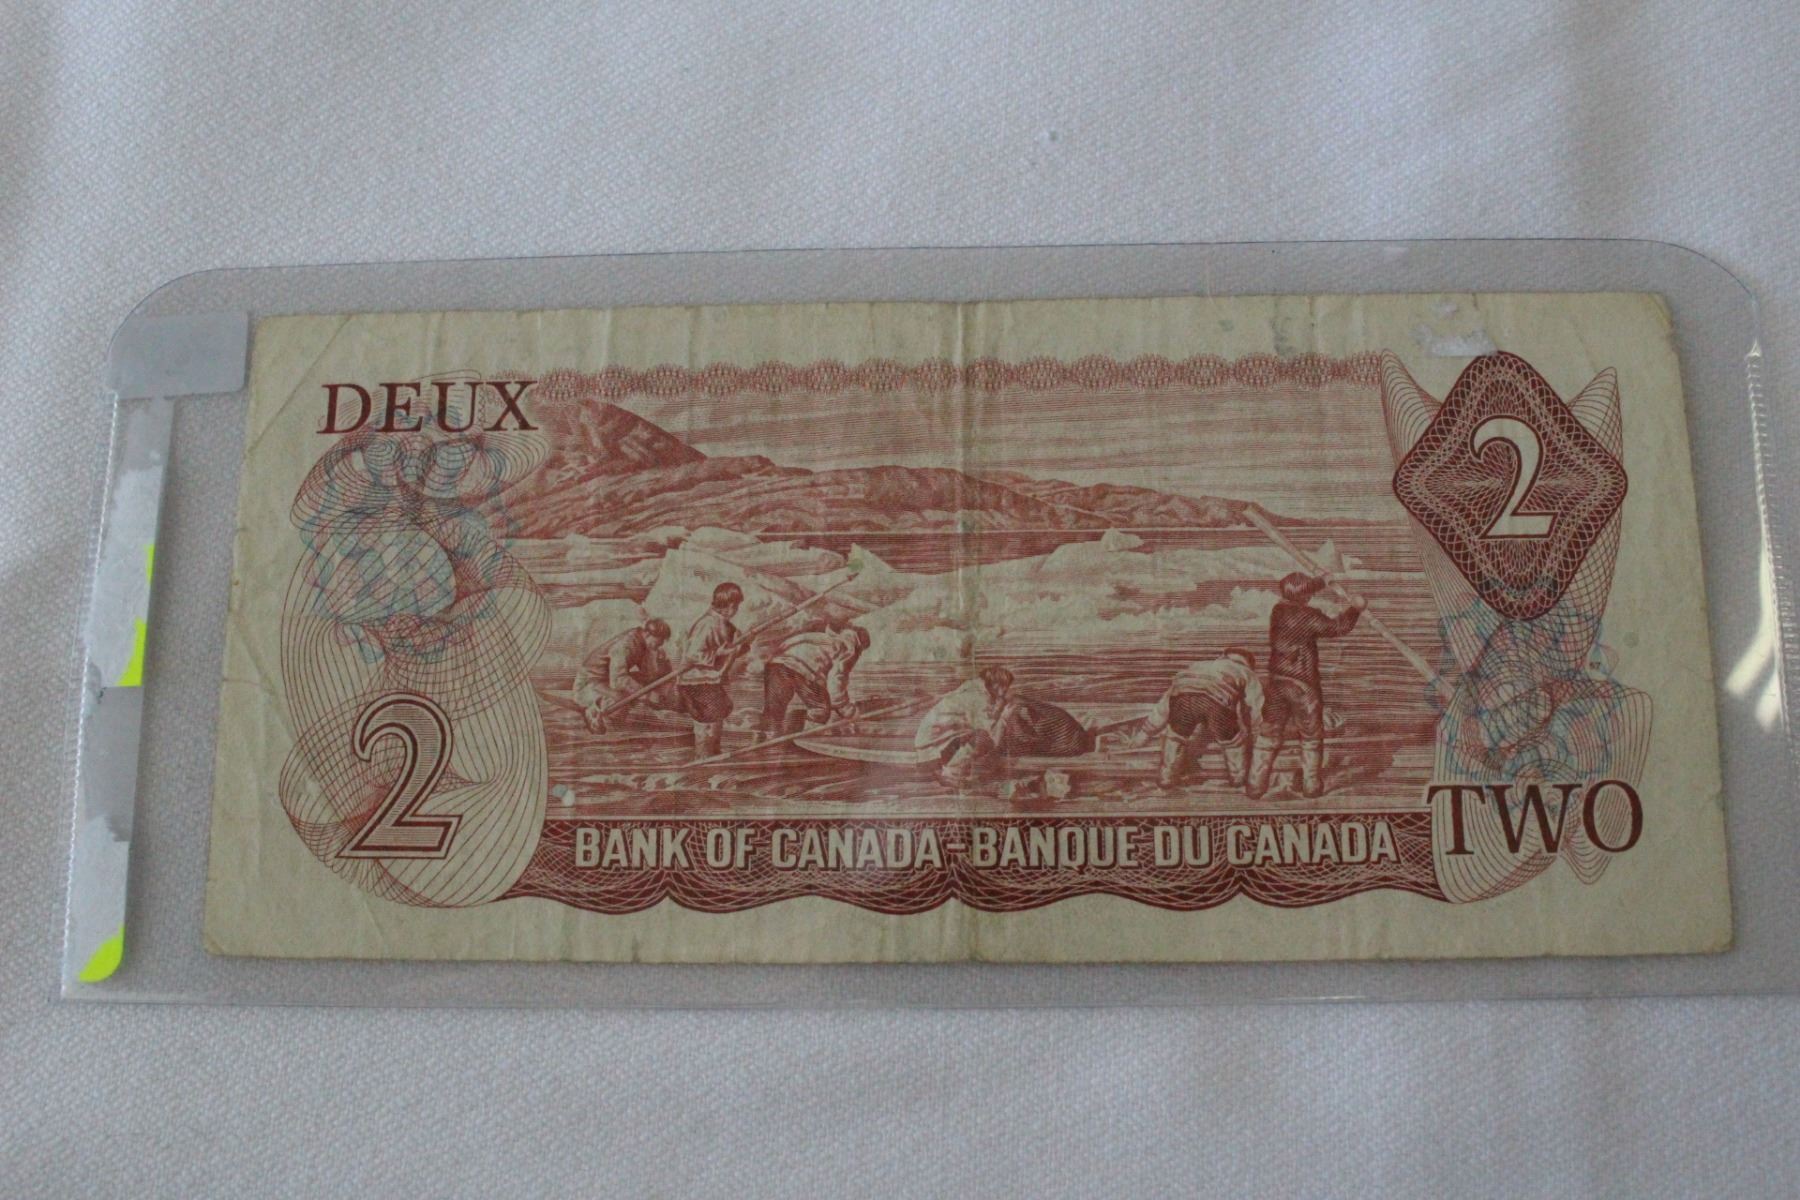 DEUX
2
2
BANK OF CANADA-BANQUE DU CANADA
TWO